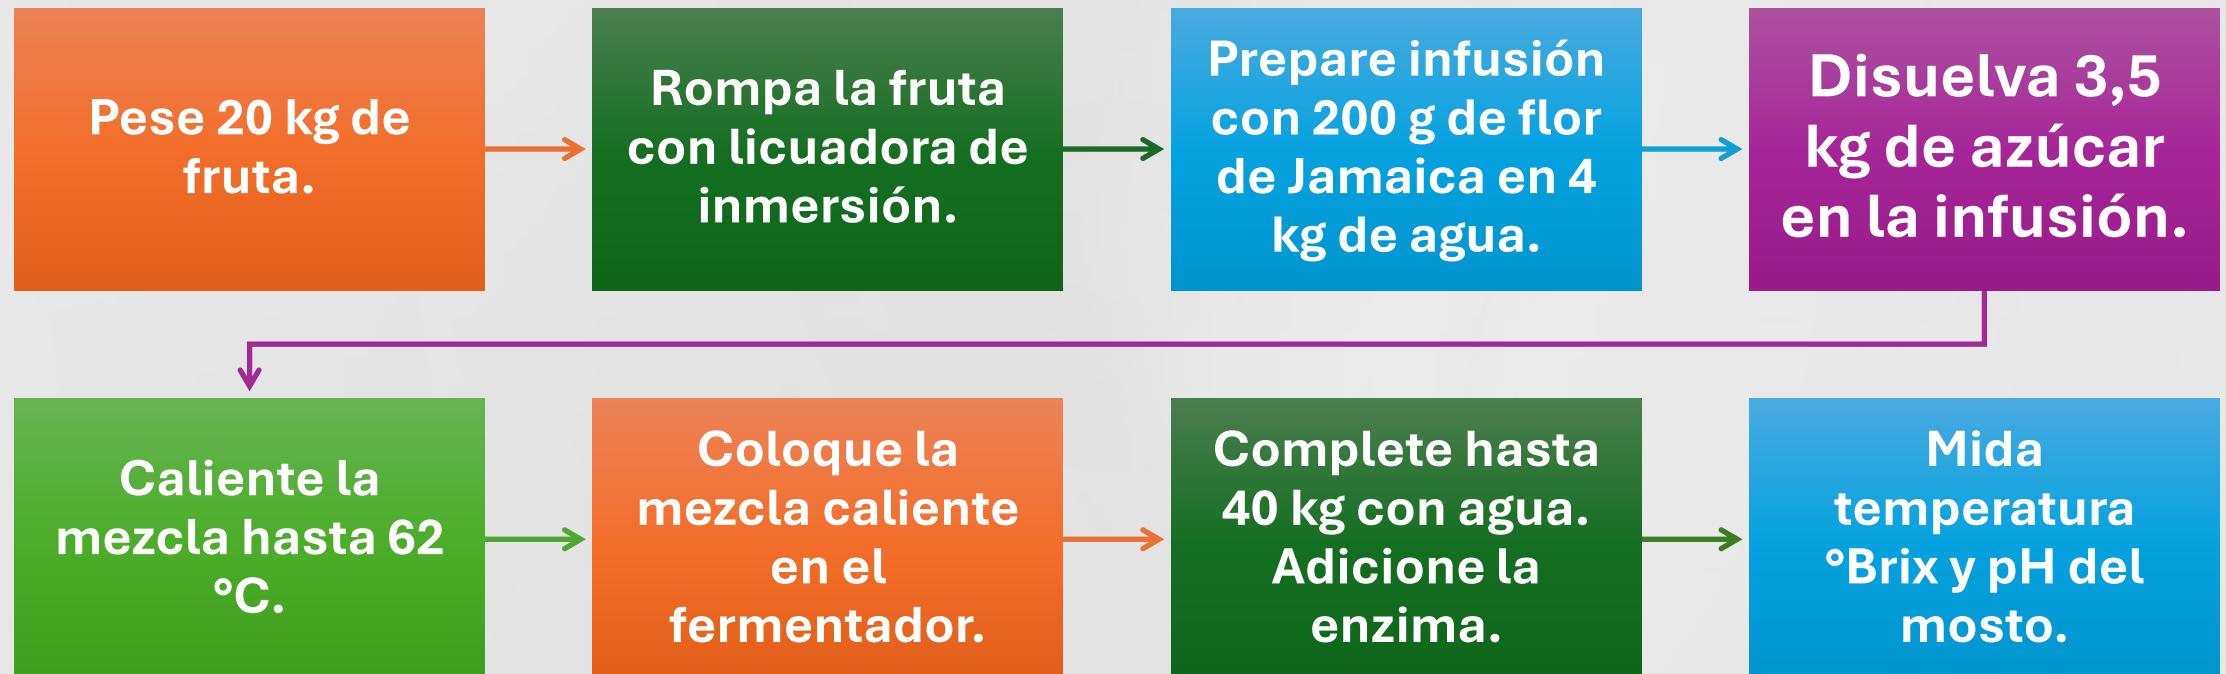 Pese 20 kg de
fruta.
Rompa la fruta
con licuadora de
inmersión.
Prepare infusión
con 200 g de flor
de Jamaica en 4
kg de agua.
Disuelva 3,5
kg de azúcar
en la infusión.
Caliente la
mezcla hasta 62
°C.
Coloque la
mezcla caliente
en el
fermentador.
Complete hasta
40 kg con agua.
Adicione la
enzima.
Mida
temperatura
°Brix y pH del
mosto.